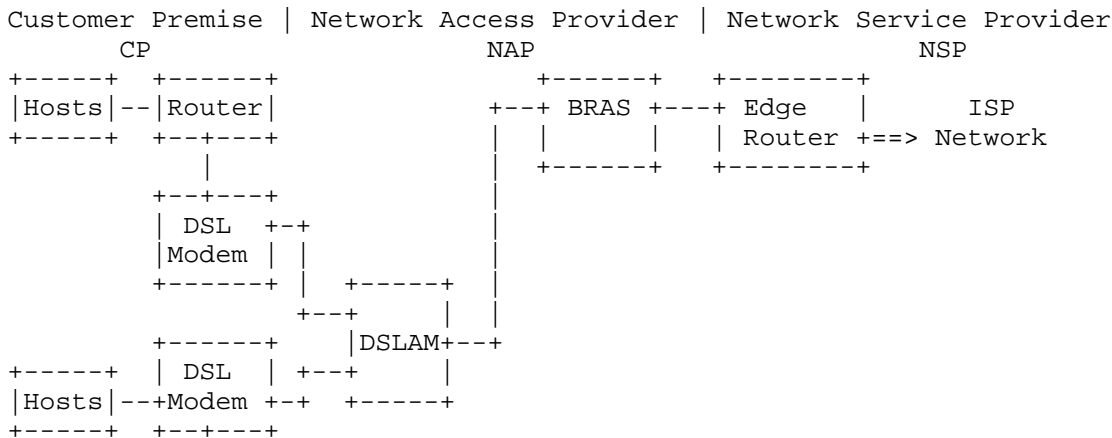 Customer Premise | Network Access Provider | Network Service Provider
CP NAP NSP
Hosts Router BRAS Edge ISP
Router Network
DSL
Modem
DSLAM
DSL
Hosts Modem